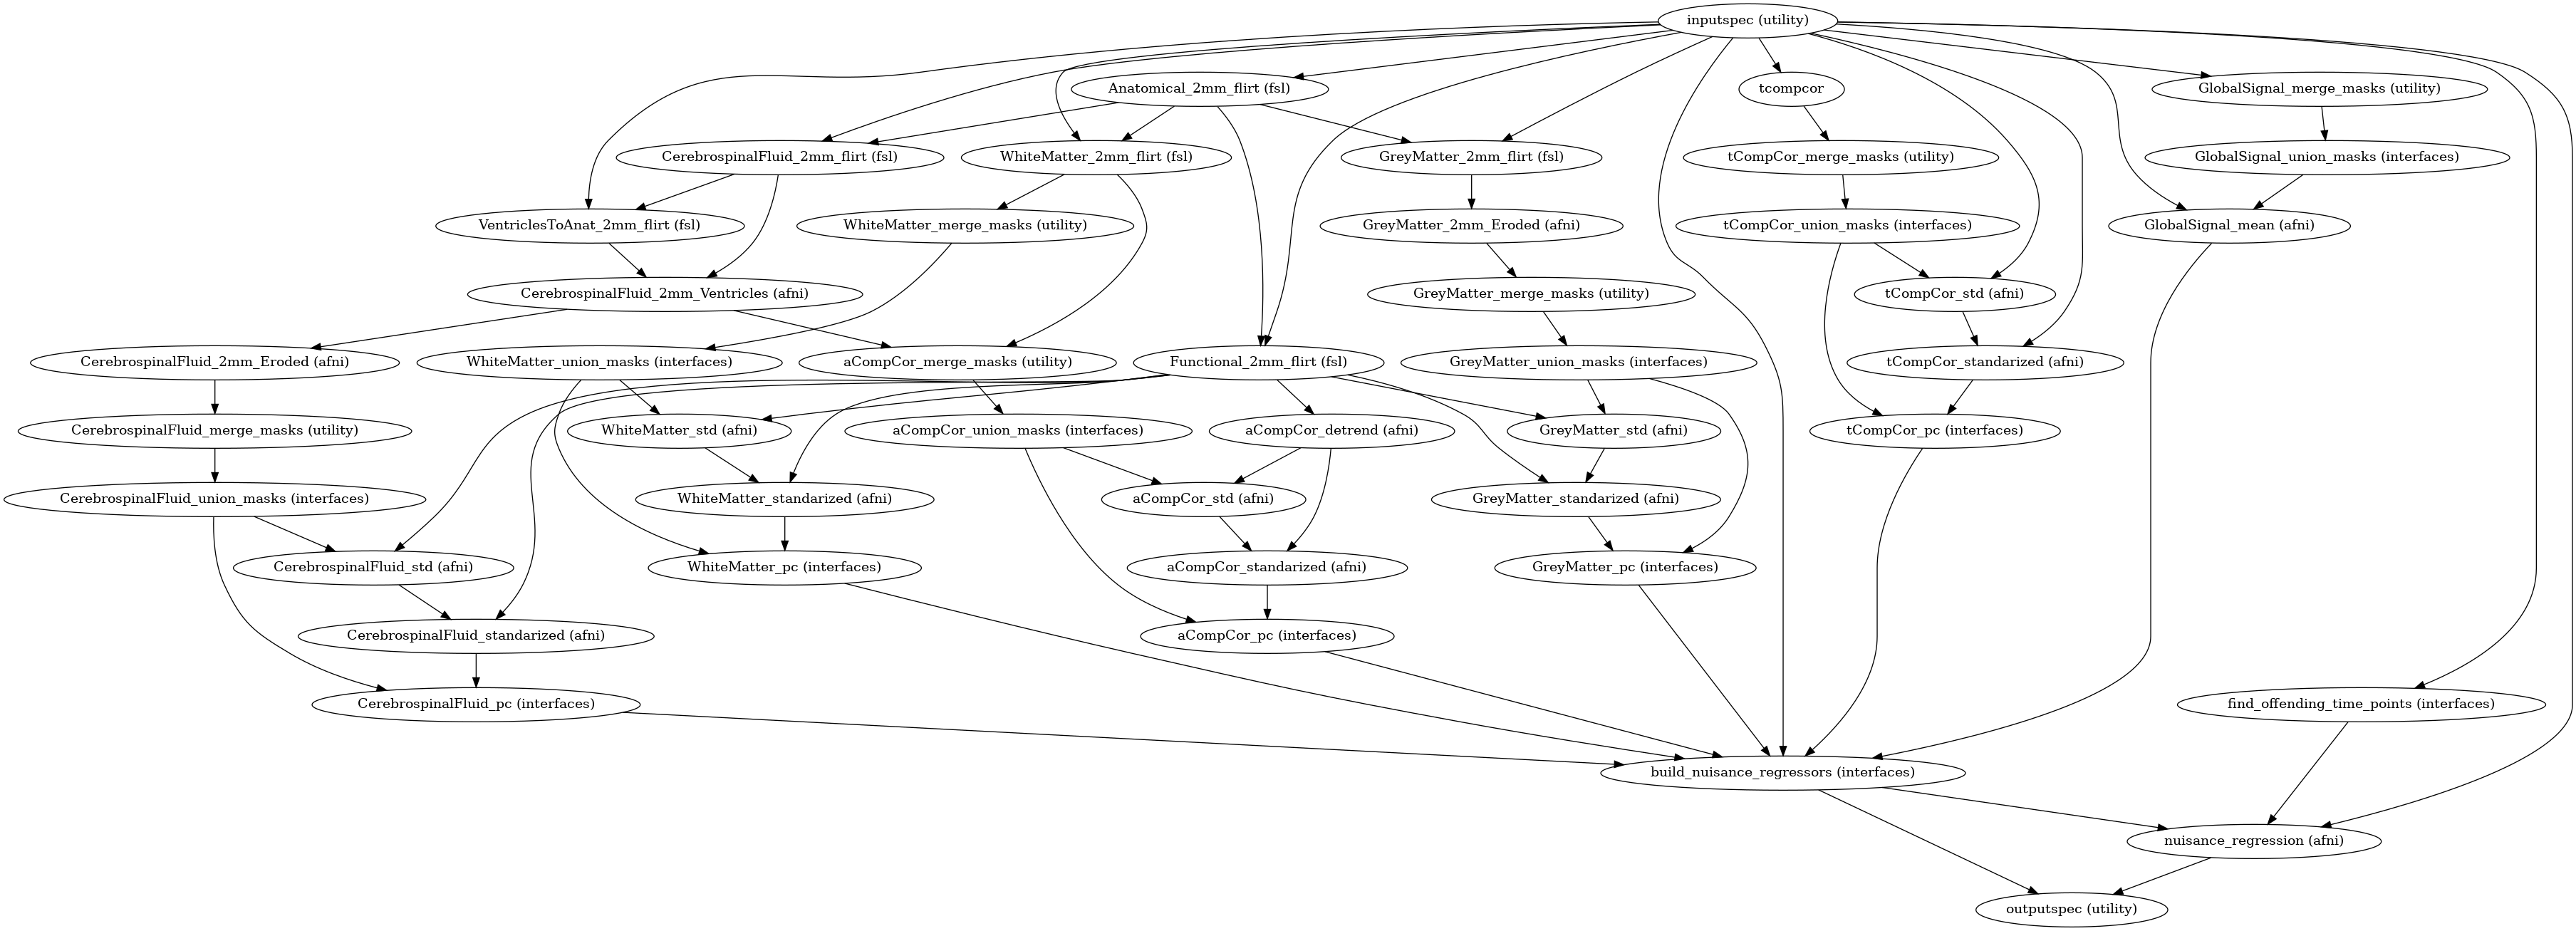 inputspec (utility)
Anatomical_2mm_flirt (fsl)
tcompcor
GlobalSignal_merge_masks (utility)
CerebrospinalFluid_2mm_flirt (fsl)
WhiteMatter_2mm_flirt (fsl)
GreyMatter_2mm_flirt (fsl)
tCompCor_merge_masks (utility)
GlobalSignal_union_masks (interfaces)
VentriclesToAnat_2mm_flirt (fsl)
WhiteMatter_merge_masks (utility)
GreyMatter_2mm_Eroded (afni)
tCompCor_union_masks (interfaces)
GlobalSignal_mean (afni)
CerebrospinalFluid_2mm_Ventricles (afni)
GreyMatter_merge_masks (utility)
tCompCor_std (afni)
CerebrospinalFluid_2mm_Eroded (afni)
WhiteMatter_union_masks (interfaces)
aCompCor_merge_masks (utility)
Functional_2mm_flirt (fsl)
GreyMatter_union_masks (interfaces)
tCompCor_standarized (afni)
CerebrospinalFluid_merge_masks (utility)
WhiteMatter_std (afni)
aCompCor_union_masks (interfaces)
aCompCor_detrend (afni)
GreyMatter_std (afni)
tCompCor_pc (interfaces)
CerebrospinalFluid_union_masks (interfaces)
WhiteMatter_standarized (afni)
aCompCor_std (afni)
GreyMatter_standarized (afni)
CerebrospinalFluid_std (afni)
WhiteMatter_pc (interfaces)
aCompCor_standarized (afni)
GreyMatter_pc (interfaces)
CerebrospinalFluid_standarized (afni)
aCompCor_pc (interfaces)
CerebrospinalFluid_pc (interfaces)
find_offending_time_points (interfaces)
build_nuisance_regressors (interfaces)
nuisance_regression (afni)
outputspec (utility)